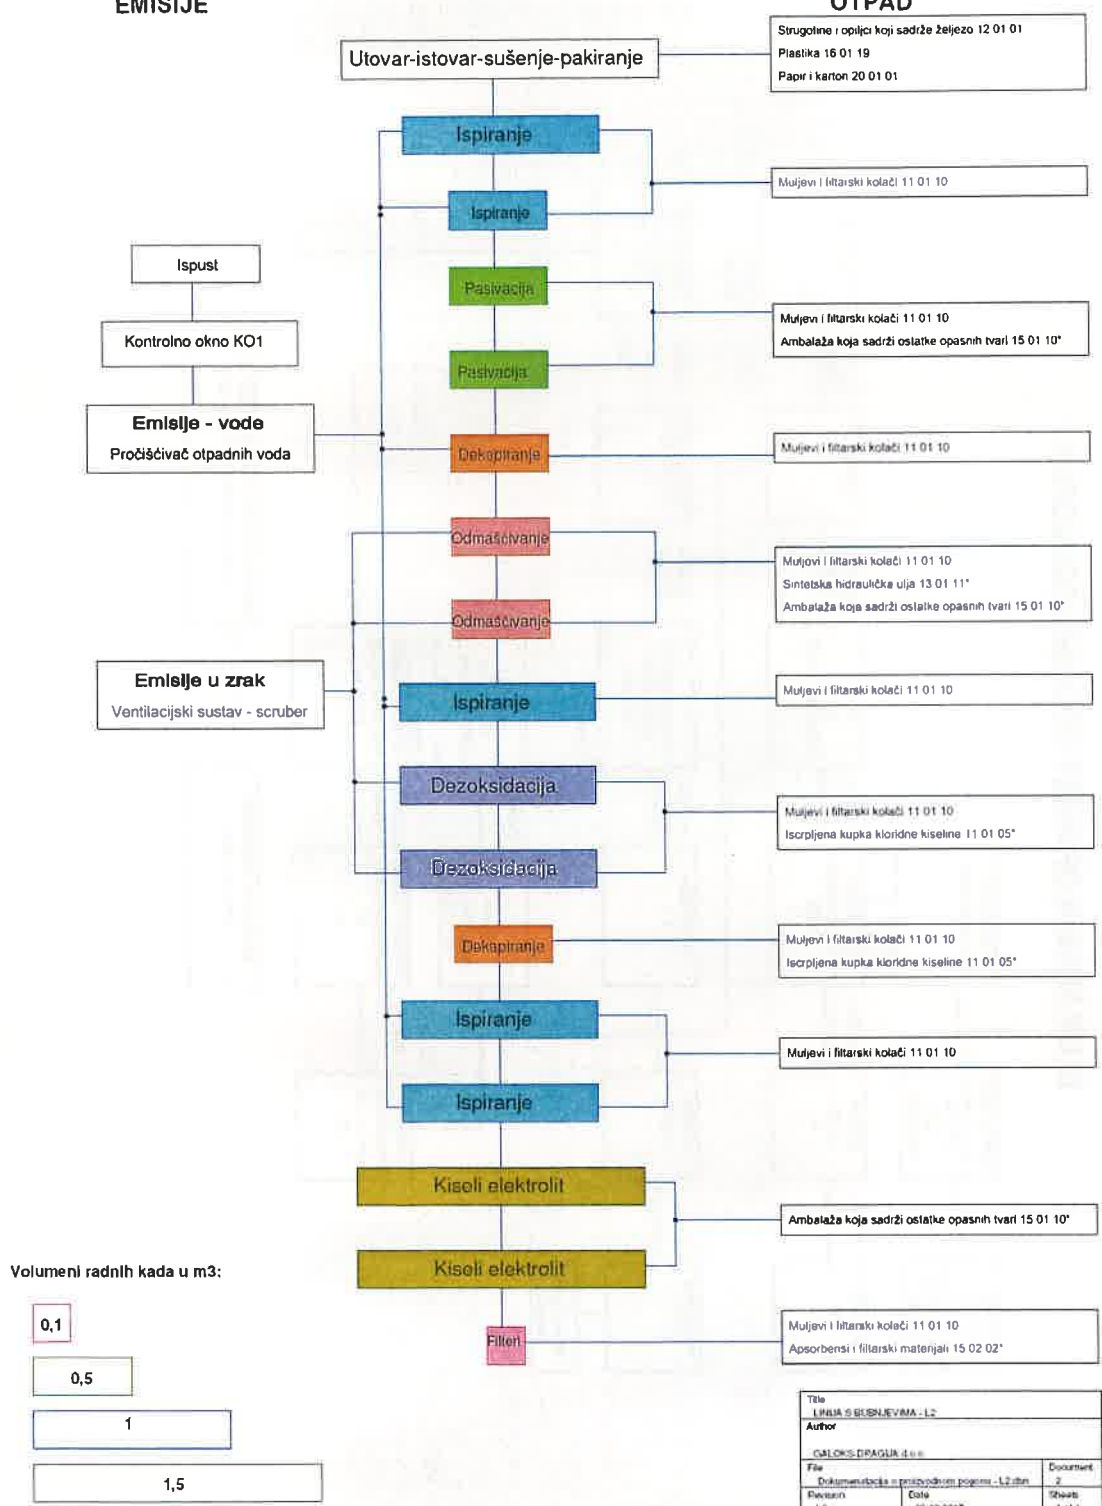 EMISIJE
OTPAD
Utovar-istovar-sušenje-pakiranje
Strugotine i opiljci koji sadrže željezo 12 01 01
Plastika 16 01 19
Papir i karton 20 01 01
Ispiranje
Muljevi i filtarski kolači 11 01 10
Ispiranje
Ispust
Pasivacija
Kontrolno okno KO1
Muljevi i filtarski kolači 11 01 10
Ambalaža koja sadrži ostatke opasnih tvari 15 01 10*
Pasivacija
Emisije - vode
Pročišćivač otpadnih voda
Dekapiranje
Muljevi i filtarski kolači 11 01 10
Odmašćivanje
Muljevi i filtarski kolači 11 01 10
Sintetska hidraulička ulja 13 01 11*
Ambalaža koja sadrži ostatke opasnih tvari 15 01 10*
Odmašćivanje
Emisije u zrak
Ventilacijski sustav - scruber
Ispiranje
Muljevi i filtarski kolači 11 01 10
Dezoksidacija
Muljevi i filtarski kolači 11 01 10
Iscrpljena kupka kloridne kiseline 11 01 05*
Dezoksidacija
Dekapiranje
Muljevi i filtarski kolači 11 01 10
Iscrpljena kupka kloridne kiseline 11 01 05*
Ispiranje
Muljevi i filtarski kolači 11 01 10
Ispiranje
Kiseli elektrolit
Ambalaža koja sadrži ostatke opasnih tvari 15 01 10*
Kiseli elektrolit
Volumeni radnih kada u m3:
0,1
0,5
1
1,5
Filteri
Muljevi i filtarski kolači 11 01 10
Apsorbensi i filtarski materijali 15 02 02*
Title
LINIJA S BUBNJEVIMA - L2
Author
GALOKS-DRAGIJA d.o.o.
File
Dokumentacija o proizvodnom pogonu - L2.dsn
Document
2
Revision
Date
Sheets